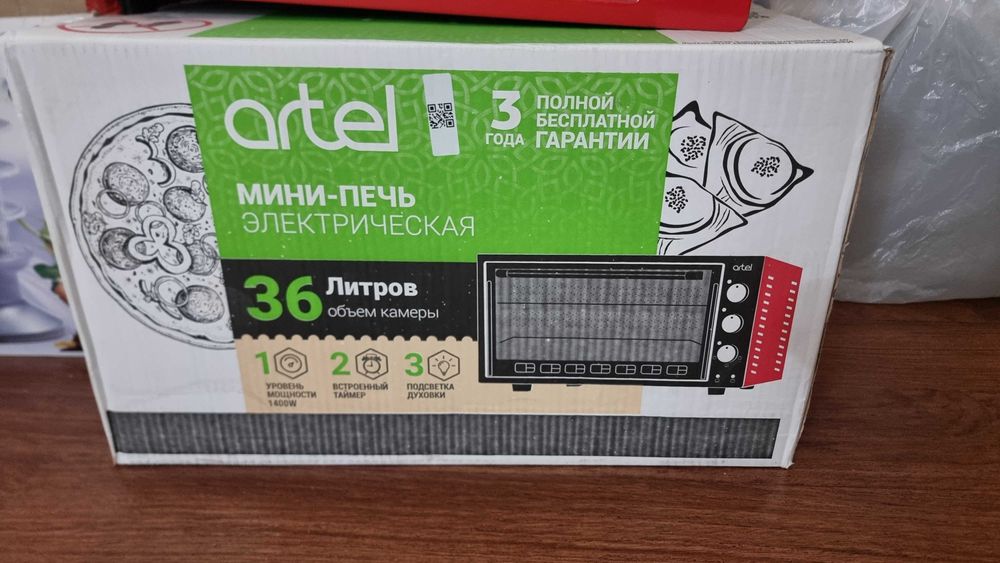 artel
3 ГОДА
ПОЛНОЙ
БЕСПЛАТНОЙ
ГАРАНТИИ
МИНИ-ПЕЧЬ
ЭЛЕКТРИЧЕСКАЯ
36 Литров
объем камеры
1
УРОВЕНЬ
МОЩНОСТИ
1400W
2
ВСТРОЕННЫЙ
ТАЙМЕР
3
ПОДСВЕТКА
ДУХОВКИ
artel